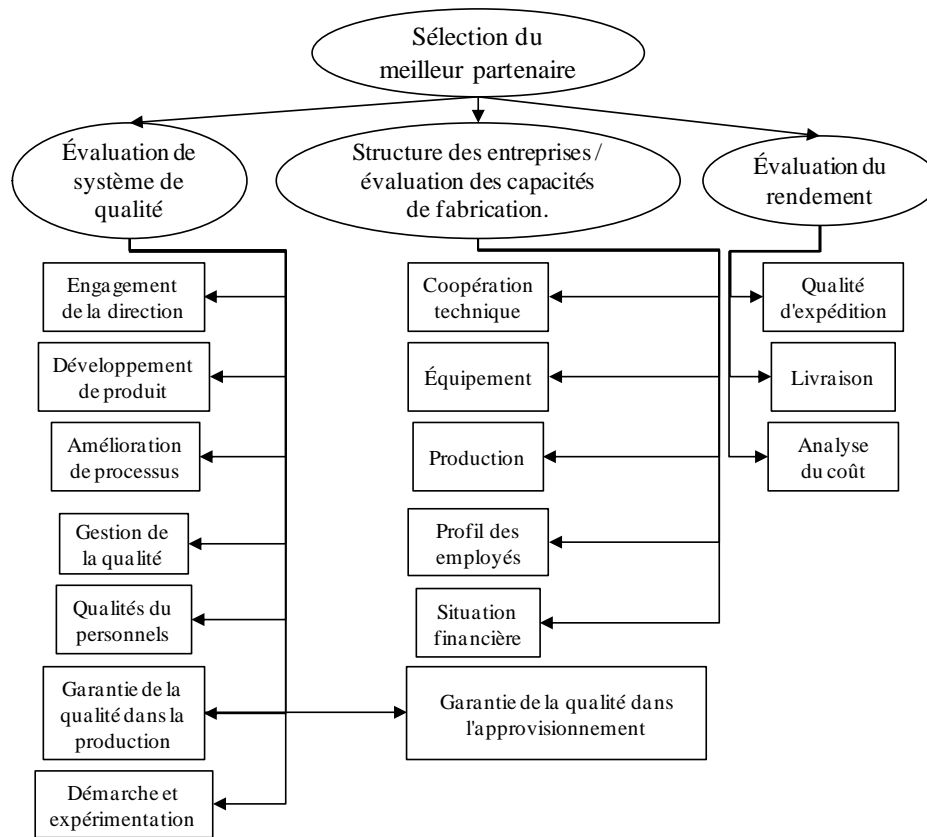 Sélection du
meilleur partenaire
Évaluation de
système de
qualité
Structure des entreprises /
évaluation des capacités
de fabrication.
Évaluation du
rendement
Engagement
de la direction
Développement
de produit
Amélioration
de processus
Gestion de
la qualité
Qualités du
personnels
Garantie de la
qualité dans la
production
Démarche et
expérimentation
Coopération
technique
Équipement
Production
Profil des
employés
Situation
financière
Garantie de la qualité dans
l'approvisionnement
Qualité
d'expédition
Livraison
Analyse
du coût